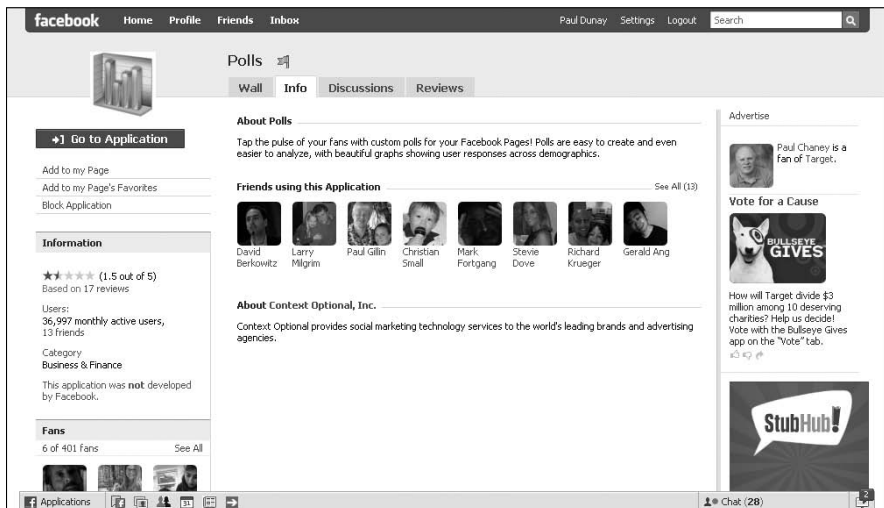 facebook Home Profile Friends Inbox Paul Dunay Settings Logout Search
Polls
Wall Info Discussions Reviews
Go to Application
Add to my Page
Add to my Page's Favorites
Block Application
Information
(1.5 out of 5)
Based on 17 reviews
Users:
36,997 monthly active users,
13 friends
Category
Business & Finance
This application was not developed
by Facebook.
Fans
6 of 401 fans See All
About Polls
Tap the pulse of your fans with custom polls for your Facebook Pages! Polls are easy to create and even
easier to analyze, with beautiful graphs showing user responses across demographics.
Friends using this Application See All (13)
David
Berkowitz
Larry
Milgrim
Paul Gillin
Christian
Small
Mark
Fortgang
Stevie
Dove
Richard
Krueger
Gerald Ang
About Context Optional, Inc.
Context Optional provides social marketing technology services to the world's leading brands and advertising
agencies.
Advertise
Paul Chaney is a
fan of Target.
Vote for a Cause
BULLSEYE
GIVES
How will Target divide $3
million among 10 deserving
charities? Help us decide!
Vote with the Bullseye Gives
app on the "Vote" tab.
StubHub!
Applications 31 Chat (28) 2